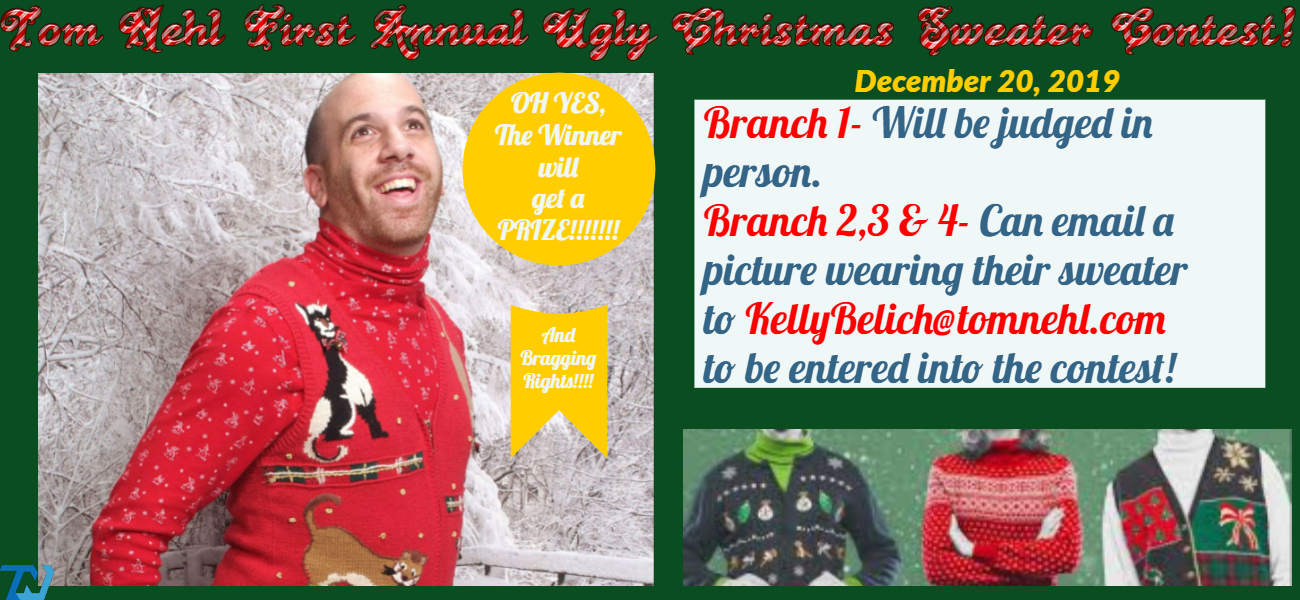 Tom Nehl First Annual Ugly Christmas Sweater Contest!
December 20, 2019
OH YES,
The Winner
will
get a
PRIZE!!!!!!!
And
Bragging
Rights!!!!
Branch 1- Will be judged in
person.
Branch 2,3 & 4- Can email a
picture wearing their sweater
to KellyBelich@tomnehl.com
to be entered into the contest!
TN